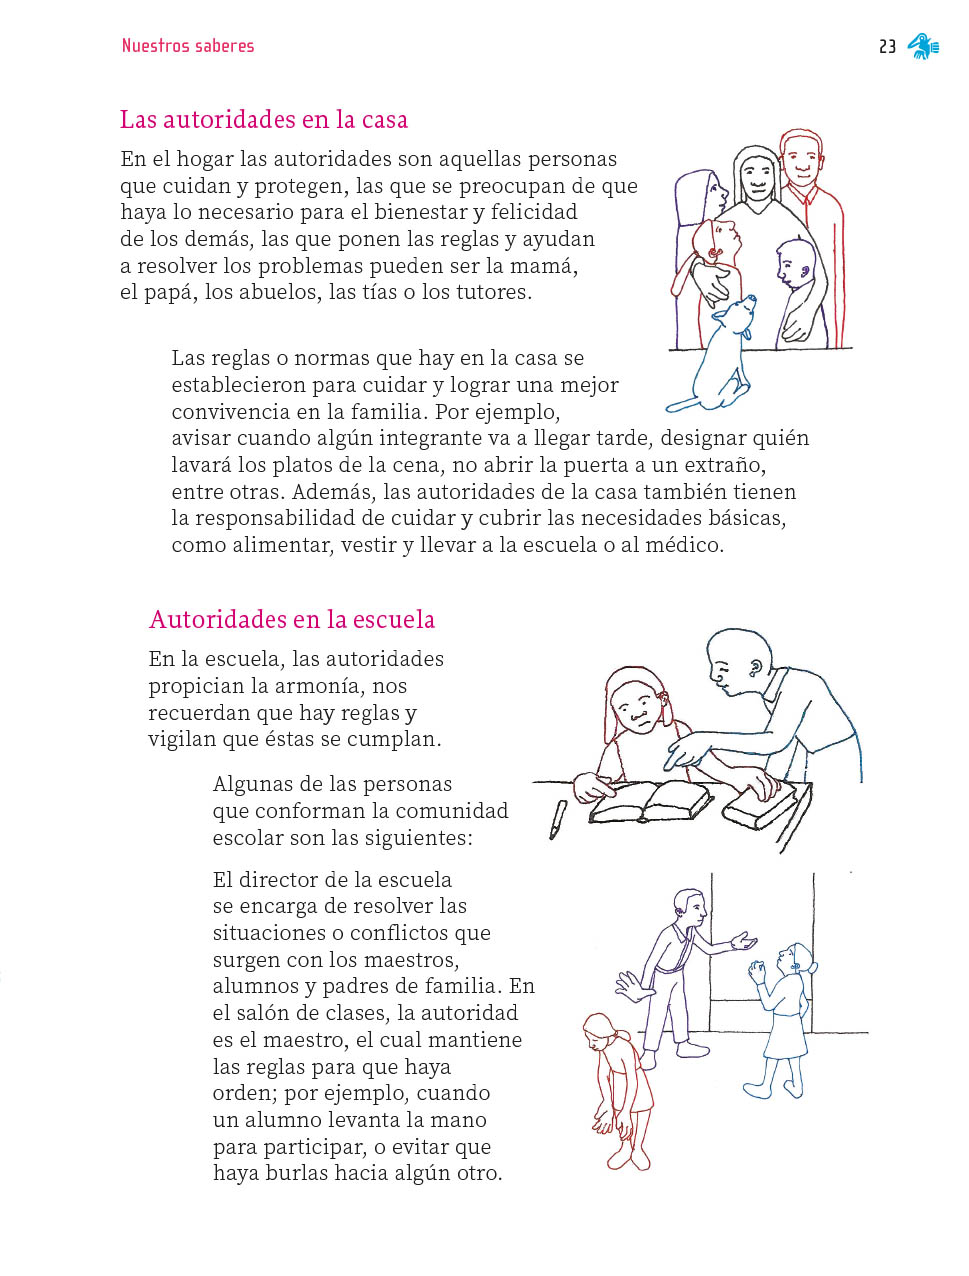 Nuestros saberes
23
Las autoridades en la casa
En el hogar las autoridades son aquellas personas
que cuidan y protegen, las que se preocupan de que
haya lo necesario para el bienestar y felicidad
de los demás, las que ponen las reglas y ayudan
a resolver los problemas pueden ser la mamá,
el papá, los abuelos, las tías o los tutores.
Las reglas o normas que hay en la casa se
establecieron para cuidar y lograr una mejor
convivencia en la familia. Por ejemplo,
avisar cuando algún integrante va a llegar tarde, designar quién
lavará los platos de la cena, no abrir la puerta a un extraño,
entre otras. Además, las autoridades de la casa también tienen
la responsabilidad de cuidar y cubrir las necesidades básicas,
como alimentar, vestir y llevar a la escuela o al médico.
Autoridades en la escuela
En la escuela, las autoridades
propician la armonía, nos
recuerdan que hay reglas y
vigilan que éstas se cumplan.
Algunas de las personas
que conforman la comunidad
escolar son las siguientes:
El director de la escuela
se encarga de resolver las
situaciones o conflictos que
surgen con los maestros,
alumnos y padres de familia. En
el salón de clases, la autoridad
es el maestro, el cual mantiene
las reglas para que haya
orden; por ejemplo, cuando
un alumno levanta la mano
para participar, o evitar que
haya burlas hacia algún otro.